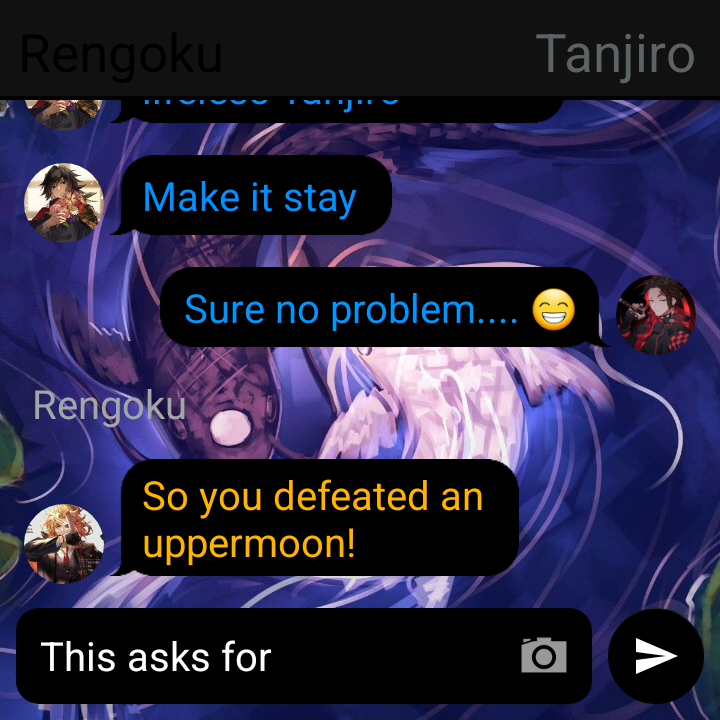 Rengoku Tanjiro
Make it stay
Sure no problem.... 😁
Rengoku
So you defeated an
uppermoon!
This asks for